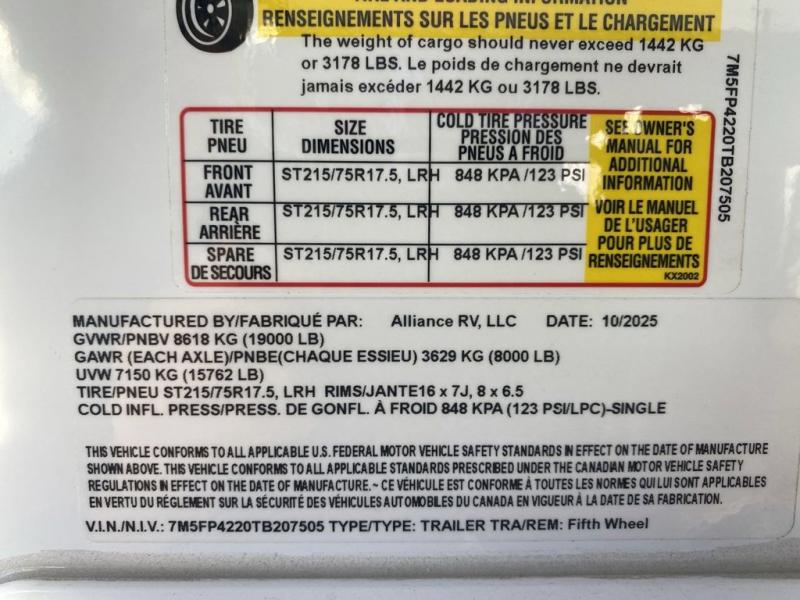 TIRE AND LOADING INFORMATION
RENSEIGNEMENTS SUR LES PNEUS ET LE CHARGEMENT
The weight of cargo should never exceed 1442 KG
or 3178 LBS. Le poids de chargement ne devrait
jamais excéder 1442 KG ou 3178 LBS.
7M5FP4220TB207505
TIRE PNEU SIZE DIMENSIONS COLD TIRE PRESSURE PRESSION DES PNEUS A FROID
FRONT AVANT ST215/75R17.5, LRH 848 KPA /123 PSI
REAR ARRIÈRE ST215/75R17.5, LRH 848 KPA /123 PSI
SPARE DE SECOURS ST215/75R17.5, LRH 848 KPA /123 PSI
SEE OWNER'S
MANUAL FOR
ADDITIONAL
INFORMATION
VOIR LE MANUEL
DE L'USAGER
POUR PLUS DE
RENSEIGNEMENTS
KX2002
MANUFACTURED BY/FABRIQUÉ PAR: Alliance RV, LLC DATE: 10/2025
GVWR/PNBV 8618 KG (19000 LB)
GAWR (EACH AXLE)/PNBE(CHAQUE ESSIEU) 3629 KG (8000 LB)
UVW 7150 KG (15762 LB)
TIRE/PNEU ST215/75R17.5, LRH RIMS/JANTE16 x 7J, 8 x 6.5
COLD INFL. PRESS/PRESS. DE GONFL. À FROID 848 KPA (123 PSI/LPC)-SINGLE
THIS VEHICLE CONFORMS TO ALL APPLICABLE U.S. FEDERAL MOTOR VEHICLE SAFETY STANDARDS IN EFFECT ON THE DATE OF MANUFACTURE
SHOWN ABOVE. THIS VEHICLE CONFORMS TO ALL APPLICABLE STANDARDS PRESCRIBED UNDER THE CANADIAN MOTOR VEHICLE SAFETY
REGULATIONS IN EFFECT ON THE DATE OF MANUFACTURE.~ CE VÉHICULE EST CONFORME À TOUTES LES NORMES QUI LUI SONT APPLICABLES
EN VERTU DU RÉGLEMENT SUR LA SÉCURITÉ DES VÉHICULES AUTOMOBILES DU CANADA EN VIGUEUR À LA DATE DE SA FABRICATION.
V.I.N./N.I.V.: 7M5FP4220TB207505 TYPE/TYPE: TRAILER TRA/REM: Fifth Wheel